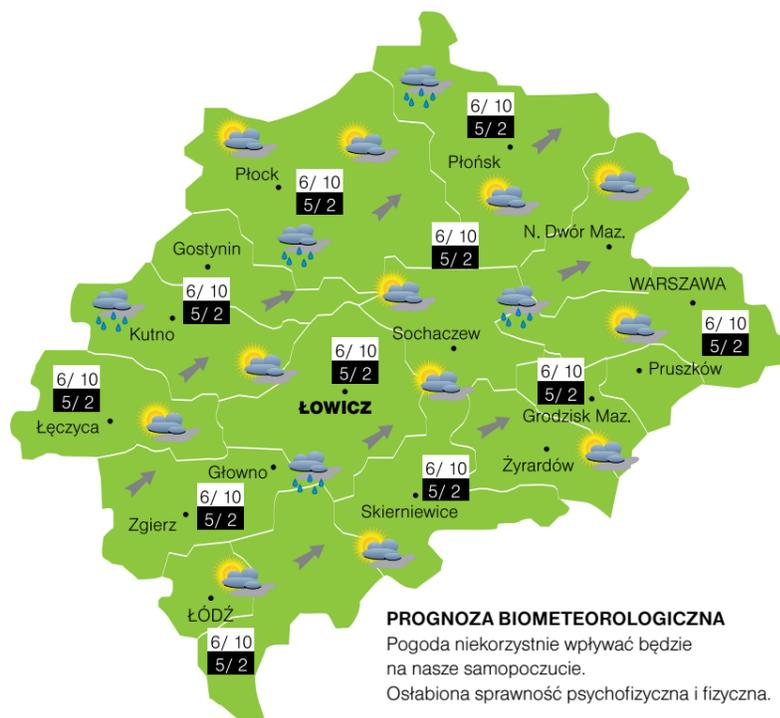 6/ 10
5/ 2
Płońsk
Płock
6/ 10
5/ 2
6/ 10
5/ 2
N. Dwór Maz.
Gostynin
WARSZAWA
6/ 10
5/ 2
Kutno
Sochaczew
6/ 10
5/ 2
6/ 10
5/ 2
Pruszków
6/ 10
5/ 2
6/ 10
5/ 2
ŁOWICZ
Grodzisk Maz.
Łęczyca
Głowno
Żyrardów
6/ 10
5/ 2
Skierniewice
6/ 10
5/ 2
Zgierz
ŁÓDŹ
6/ 10
5/ 2
PROGNOZA BIOMETEOROLOGICZNA
Pogoda niekorzystnie wpływać będzie
na nasze samopoczucie.
Osłabiona sprawność psychofizyczna i fizyczna.